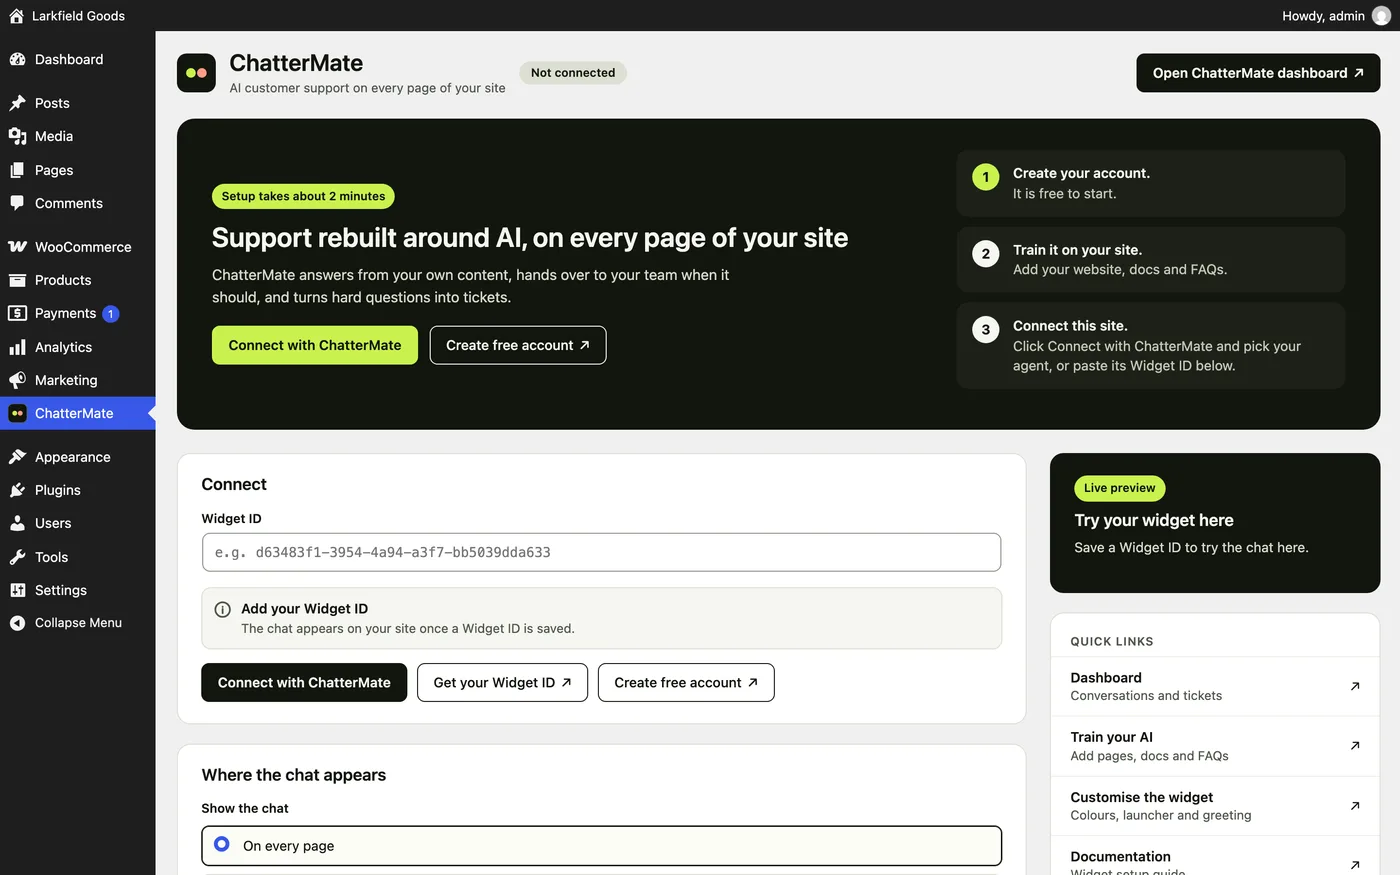 Larkfield Goods
Howdy, admin
Dashboard
Posts
Media
Pages
Comments
WooCommerce
Products
Payments 1
Analytics
Marketing
ChatterMate
Appearance
Plugins
Users
Tools
Settings
Collapse Menu
ChatterMate
AI customer support on every page of your site
Not connected
Open ChatterMate dashboard
Setup takes about 2 minutes
Support rebuilt around AI, on every page of your site
ChatterMate answers from your own content, hands over to your team when it
should, and turns hard questions into tickets.
Connect with ChatterMate
Create free account
1
Create your account.
It is free to start.
2
Train it on your site.
Add your website, docs and FAQs.
3
Connect this site.
Click Connect with ChatterMate and pick your
agent, or paste its Widget ID below.
Connect
Widget ID
e.g. d63483f1-3954-4a94-a3f7-bb5039dda633
Add your Widget ID
The chat appears on your site once a Widget ID is saved.
Connect with ChatterMate
Get your Widget ID
Create free account
Where the chat appears
Show the chat
On every page
Live preview
Try your widget here
Save a Widget ID to try the chat here.
QUICK LINKS
Dashboard
Conversations and tickets
Train your AI
Add pages, docs and FAQs
Customise the widget
Colours, launcher and greeting
Documentation
Widget setup guide